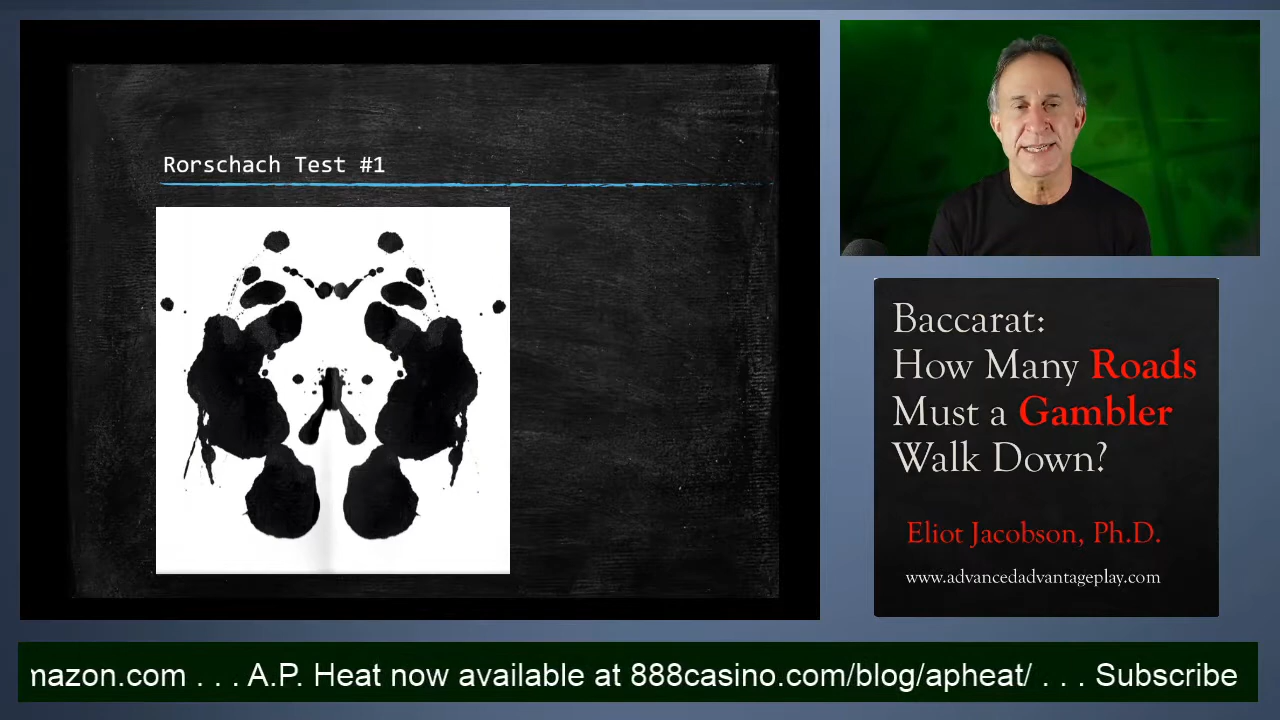 Rorschach Test #1
Baccarat:
How Many Roads
Must a Gambler
Walk Down?
Eliot Jacobson, Ph.D.
www.advancedadvantageplay.com
mazon.com . . . A.P. Heat now available at 888casino.com/blog/apheat/ . . . Subscribe